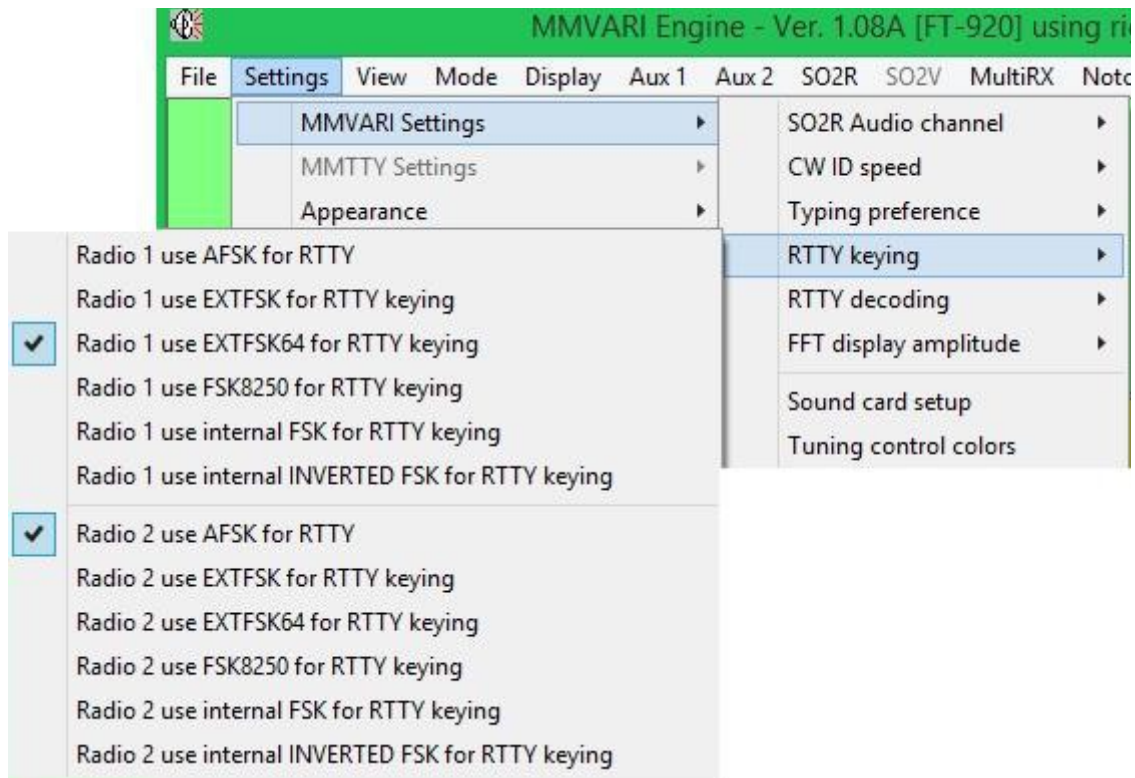 MMVARI Engine - Ver. 1.08A [FT-920] using
File Settings View Mode Display Aux 1 Aux 2 SO2R SO2V MultiRX
MMVARI Settings
MMTTY Settings
Appearance
SO2R Audio channel
CW ID speed
Typing preference
RTTY keying
RTTY decoding
FFT display amplitude
Sound card setup
Tuning control colors
Radio 1 use AFSK for RTTY
Radio 1 use EXTFSK for RTTY keying
Radio 1 use EXTFSK64 for RTTY keying
Radio 1 use FSK8250 for RTTY keying
Radio 1 use internal FSK for RTTY keying
Radio 1 use internal INVERTED FSK for RTTY keying
Radio 2 use AFSK for RTTY
Radio 2 use EXTFSK for RTTY keying
Radio 2 use EXTFSK64 for RTTY keying
Radio 2 use FSK8250 for RTTY keying
Radio 2 use internal FSK for RTTY keying
Radio 2 use internal INVERTED FSK for RTTY keying